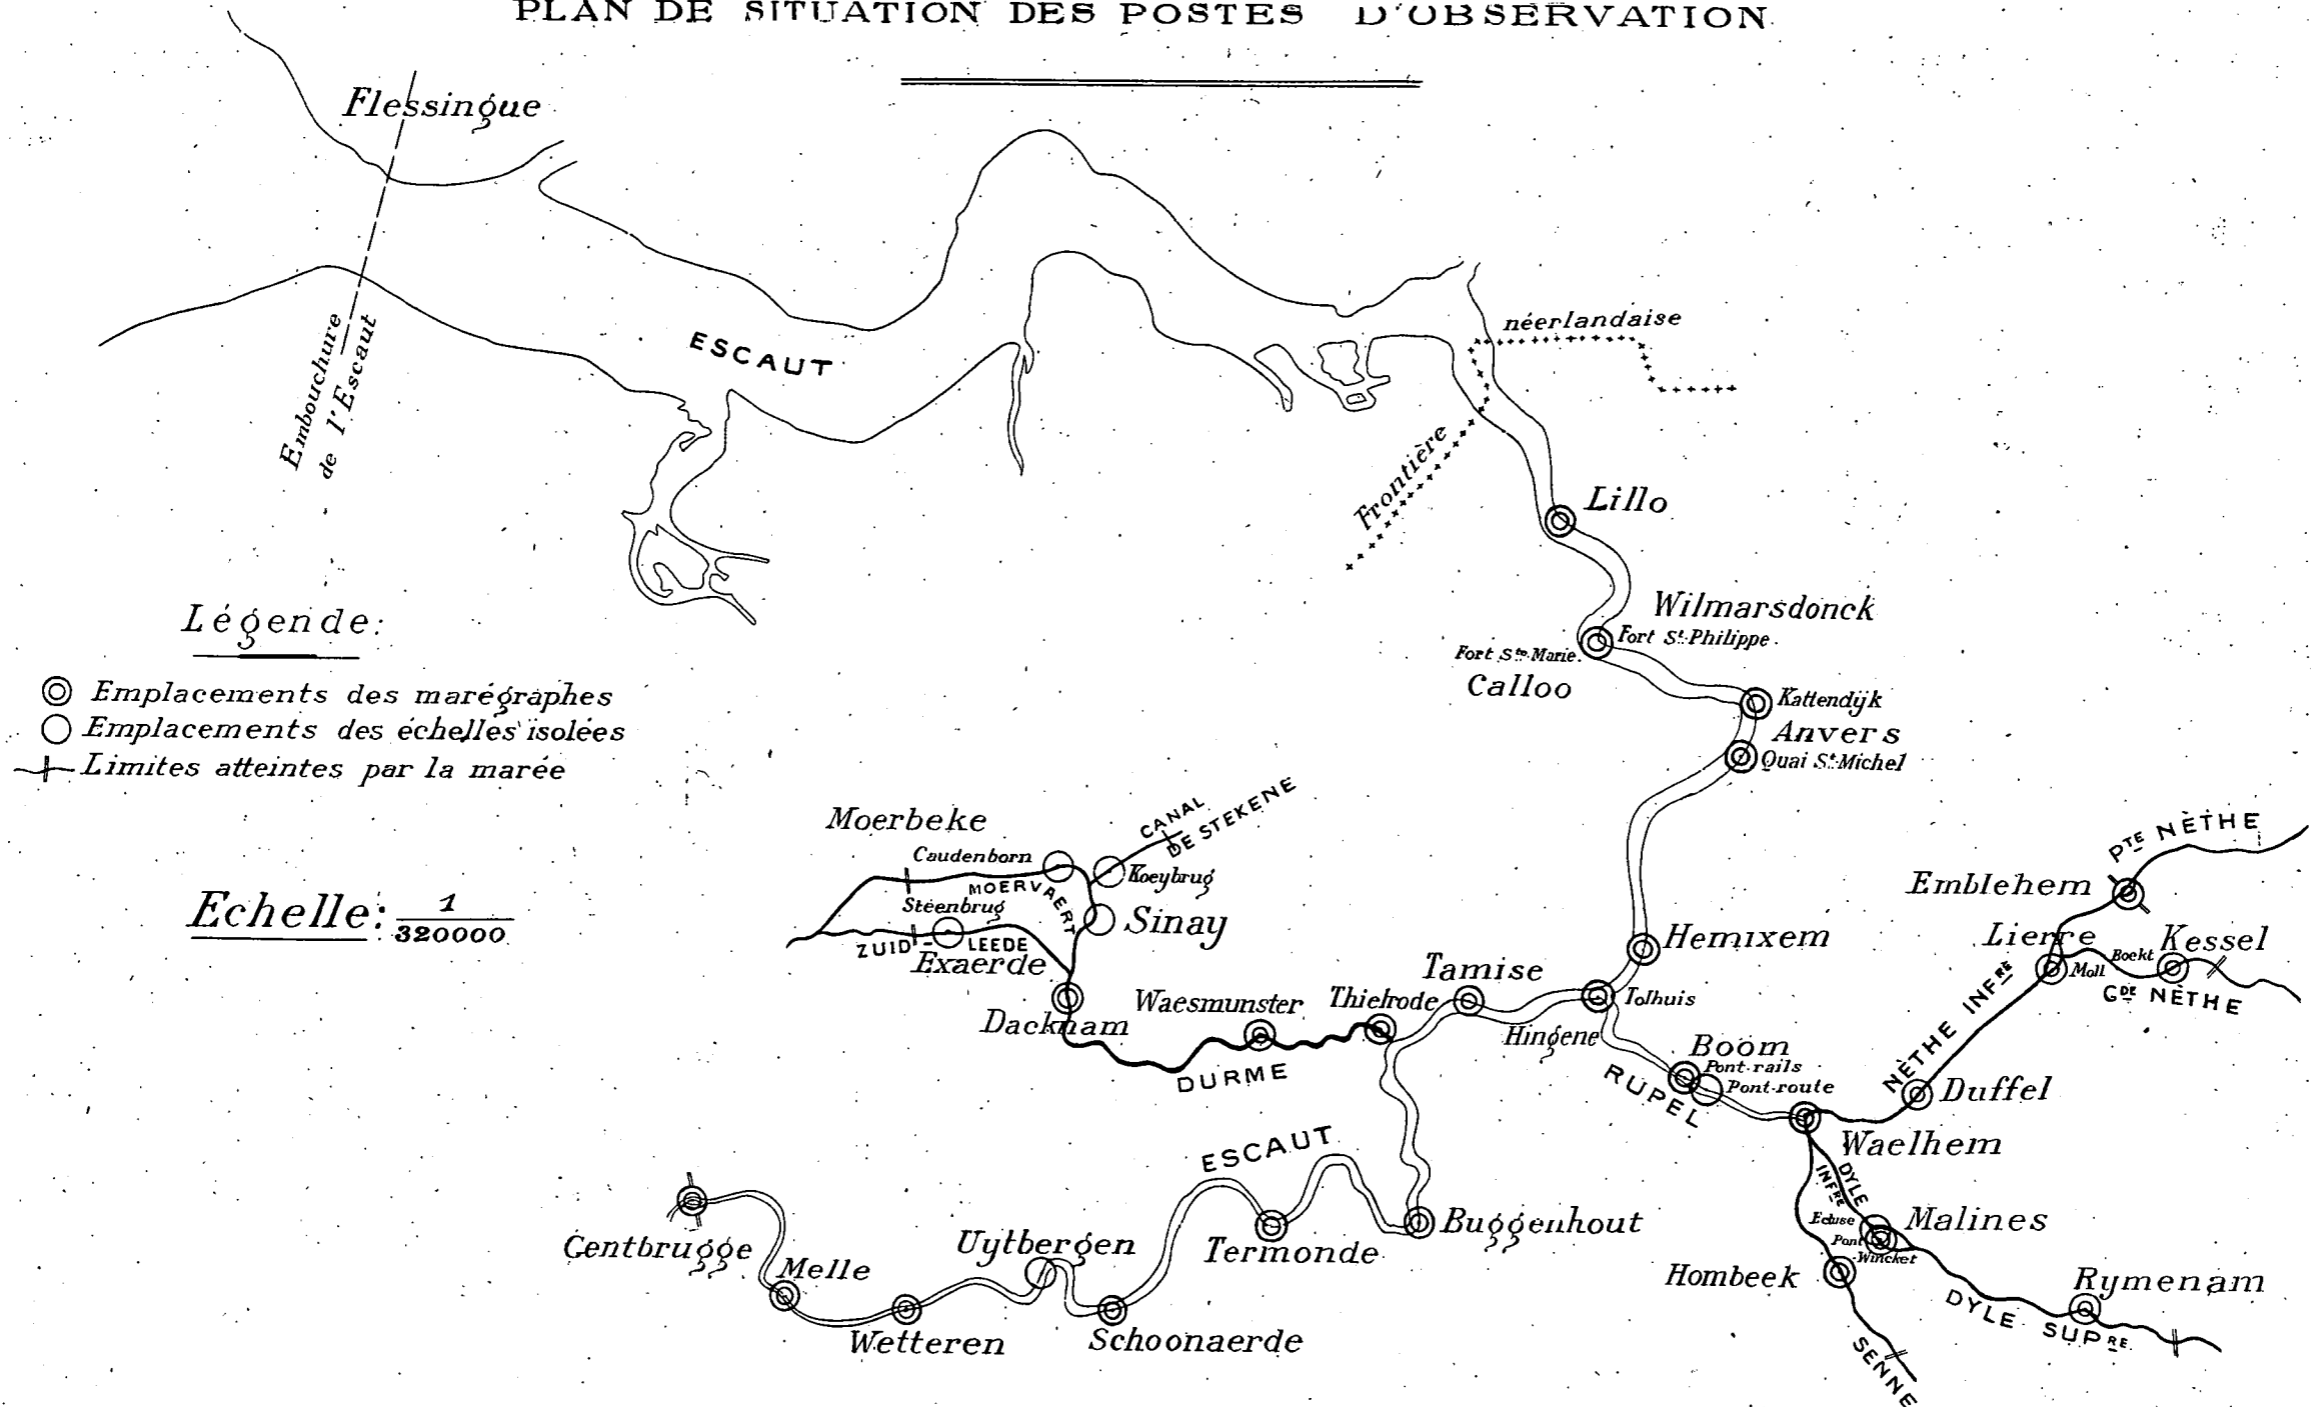 PLAN DE SITUATION DES POSTES D'OBSERVATION
Flessingue
Embouchure
de l'Escaut
ESCAUT
néerlandaise
Frontière
Lillo
Wilmarsdonck
Fort St.-Philippe.
Fort Ste.-Marie.
Calloo
Kattendijk
Anvers
Quai St.-Michel
Légende:
Emplacements des marégraphes
Emplacements des échelles isolées
Limites atteintes par la marée
Echelle: 1
320000
Moerbeke
CANAL
DE STEKENE
Caudenborn
Koeybrug
MOERVAERT
Steenbrug
Sinay
ZUID-LEEDE
Exaerde
Dacknam
Waesmunster
Thielrode
Tamise
DURME
Hemixem
Tolhuis
Hingene
Boom
Pont-rails
Pont-route
RUPEL
PTE NÈTHE
Emblehem
Lierre
Moll
Boekt
Kessel
GDE NÈTHE
NÈTHE INFRE
Duffel
Waelhem
DYLE
INFRE
Ecluse
Malines
Pont
Wincket
Hombeek
Rymenam
DYLE SUPRE.
SENNE
ESCAUT
Buggenhout
Termonde
Uytbergen
Schoonaerde
Gentbrugge
Melle
Wetteren